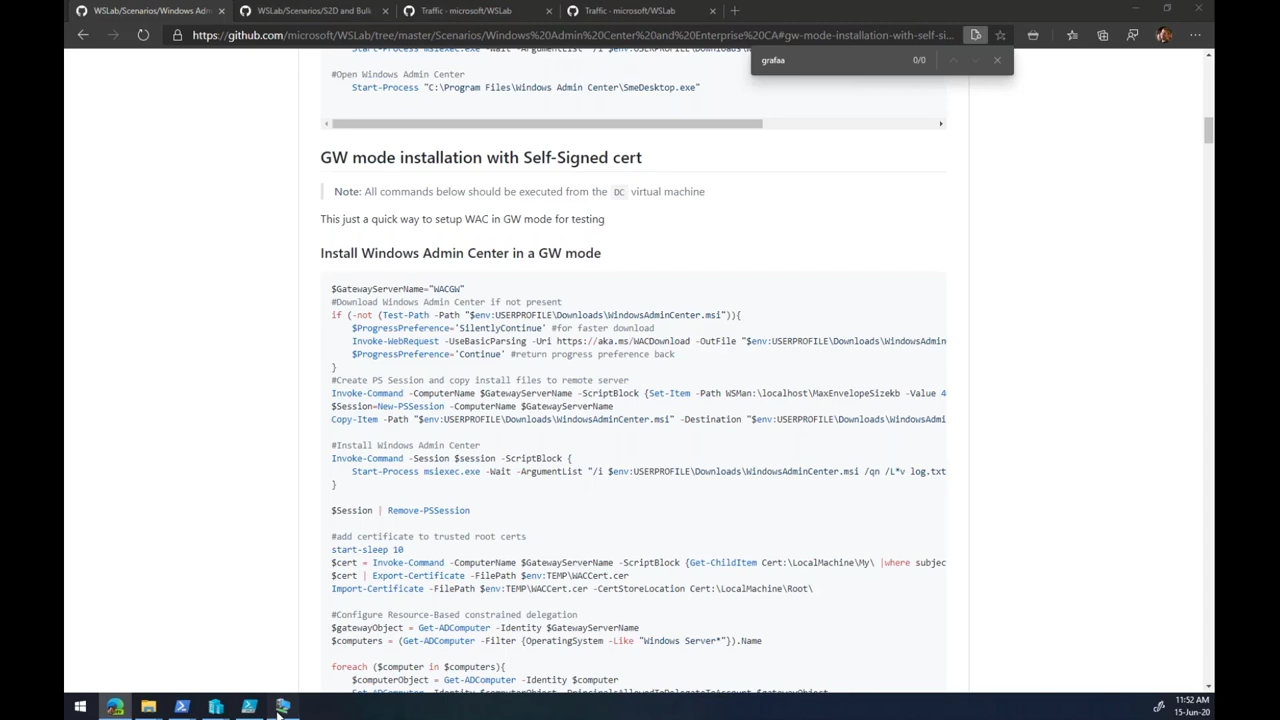 WSLab/Scenarios/Windows Adm
WSLab/Scenarios/S2D and Bulk
Traffic - microsoft/WSLab
Traffic - microsoft/WSLab
https://github.com/microsoft/WSLab/tree/master/Scenarios/Windows%20Admin%20Center%20and%20Enterprise%20CA#gw-mode-installation-with-self-si...
grafaa
0/0
#Open Windows Admin Center
Start-Process "C:\Program Files\Windows Admin Center\SmeDesktop.exe"
GW mode installation with Self-Signed cert
Note: All commands below should be executed from the DC virtual machine
This just a quick way to setup WAC in GW mode for testing
Install Windows Admin Center in a GW mode
$GatewayServerName="WACGW"
#Download Windows Admin Center if not present
if (-not (Test-Path -Path "$env:USERPROFILE\Downloads\WindowsAdminCenter.msi")){
$ProgressPreference='SilentlyContinue' #for faster download
Invoke-WebRequest -UseBasicParsing -Uri https://aka.ms/WACDownload -OutFile "$env:USERPROFILE\Downloads\WindowsAdmin
$ProgressPreference='Continue' #return progress preference back
}
#Create PS Session and copy install files to remote server
Invoke-Command -ComputerName $GatewayServerName -ScriptBlock {Set-Item -Path WSMan:\localhost\MaxEnvelopeSizekb -Value 4
$Session=New-PSSession -ComputerName $GatewayServerName
Copy-Item -Path "$env:USERPROFILE\Downloads\WindowsAdminCenter.msi" -Destination "$env:USERPROFILE\Downloads\WindowsAdmi
#Install Windows Admin Center
Invoke-Command -Session $session -ScriptBlock {
Start-Process msiexec.exe -Wait -ArgumentList "/i $env:USERPROFILE\Downloads\WindowsAdminCenter.msi /qn /L*v log.txt
}
$Session | Remove-PSSession
#add certificate to trusted root certs
start-sleep 10
$cert = Invoke-Command -ComputerName $GatewayServerName -ScriptBlock {Get-ChildItem Cert:\LocalMachine\My\ |where subjec
$cert | Export-Certificate -FilePath $env:TEMP\WACCert.cer
Import-Certificate -FilePath $env:TEMP\WACCert.cer -CertStoreLocation Cert:\LocalMachine\Root\
#Configure Resource-Based constrained delegation
$gatewayObject = Get-ADComputer -Identity $GatewayServerName
$computers = (Get-ADComputer -Filter {OperatingSystem -Like "Windows Server*"}).Name
foreach ($computer in $computers){
$computerObject = Get-ADComputer -Identity $computer
11:52 AM
15-Jun-20